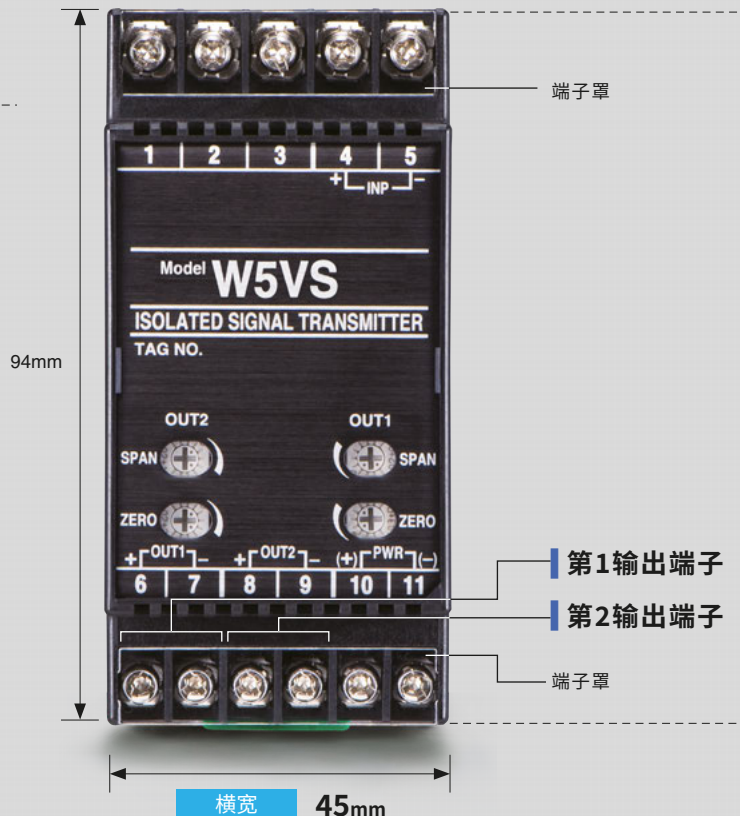 端子罩
1 2 3 4 5
+ INP -
Model W5VS
ISOLATED SIGNAL TRANSMITTER
TAG NO.
94mm
OUT2 OUT1
SPAN SPAN
ZERO ZERO
+ OUT1 - + OUT2 - (+) PWR (-)
6 7 8 9 10 11
第1输出端子
第2输出端子
端子罩
横宽 45mm